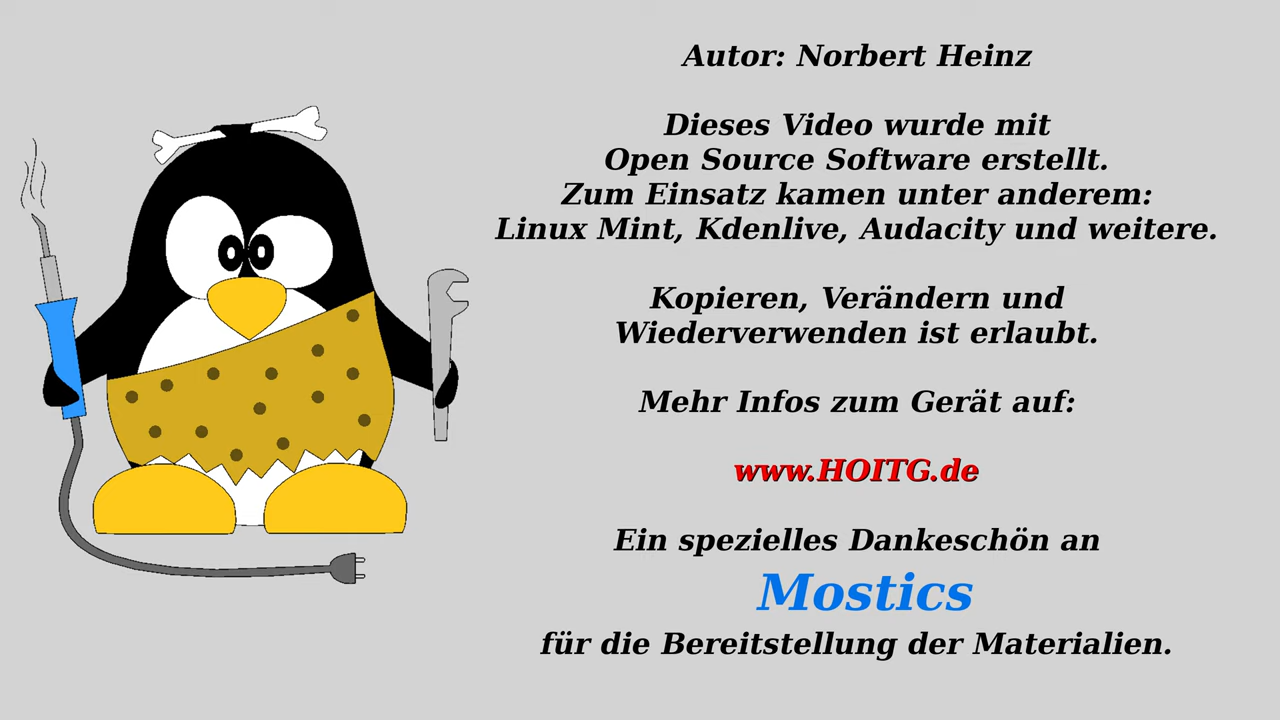 Autor: Norbert Heinz
Dieses Video wurde mit
Open Source Software erstellt.
Zum Einsatz kamen unter anderem:
Linux Mint, Kdenlive, Audacity und weitere.
Kopieren, Verändern und
Wiederverwenden ist erlaubt.
Mehr Infos zum Gerät auf:
www.HOITG.de
Ein spezielles Dankeschön an
Mostics
für die Bereitstellung der Materialien.